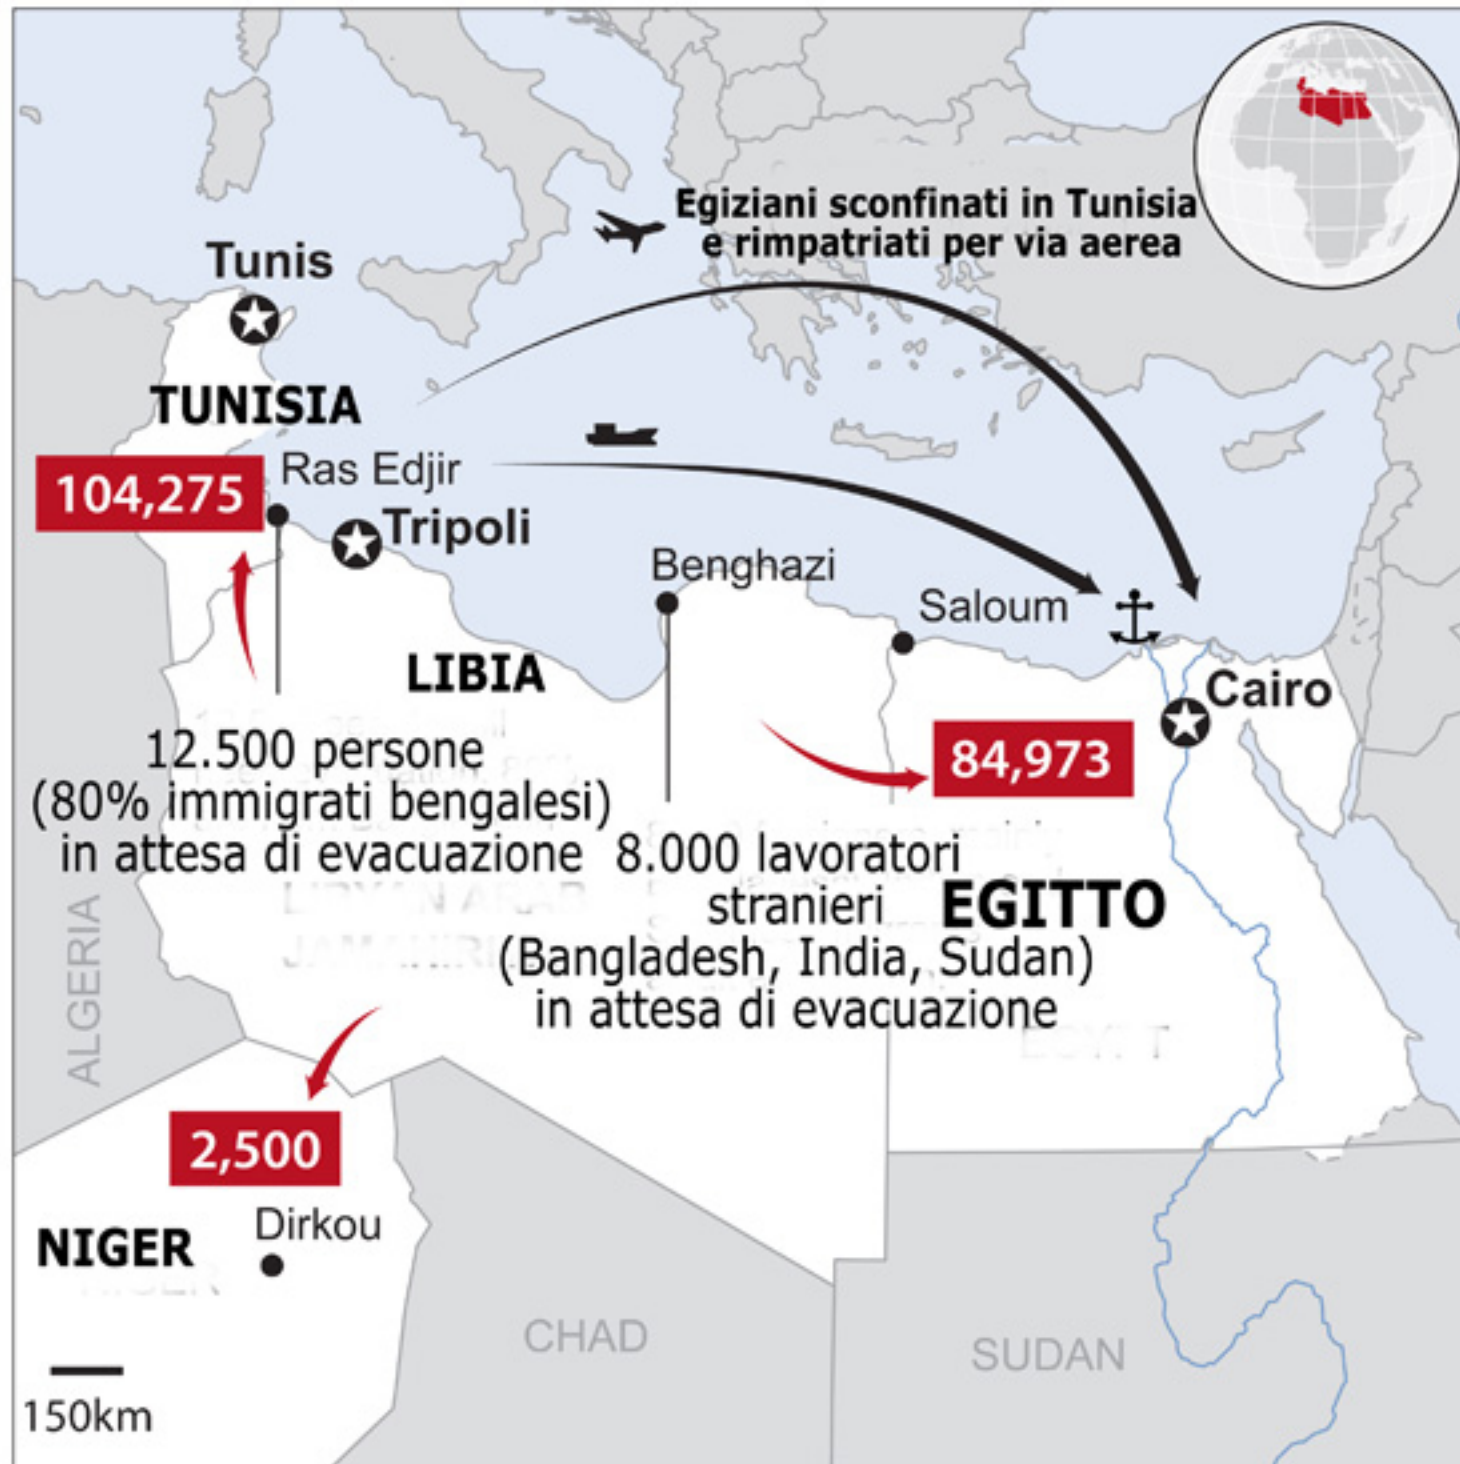 Egiziani sconfinati in Tunisia
e rimpatriati per via aerea
Tunis
TUNISIA
104,275
Ras Edjir
Tripoli
Benghazi
Saloum
LIBIA
Cairo
84,973
12.500 persone
(80% immigrati bengalesi)
in attesa di evacuazione
8.000 lavoratori
stranieri
(Bangladesh, India, Sudan)
in attesa di evacuazione
EGITTO
ALGERIA
2,500
Dirkou
NIGER
CHAD
SUDAN
150km